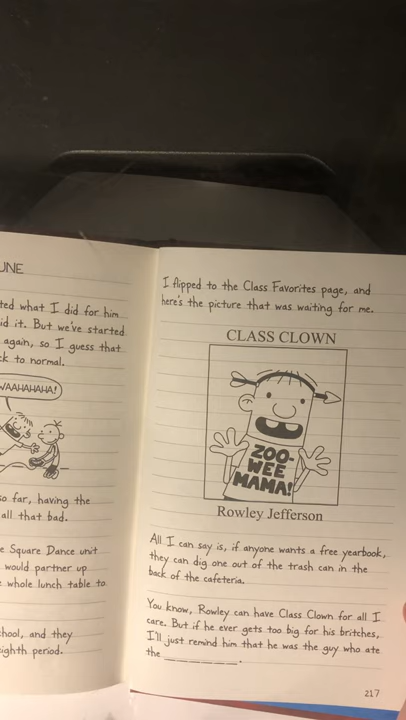 UNE
ted what I did for him
id it. But we've started
again, so I guess that
ck to normal.
WAAHAHAHA!
so far, having the
all that bad.
e Square Dance unit
would partner up
whole lunch table to
chool, and they
eighth period.
I flipped to the Class Favorites page, and
here's the picture that was waiting for me.
CLASS CLOWN
ZOO-
WEE
MAMA!
Rowley Jefferson
All I can say is, if anyone wants a free yearbook,
they can dig one out of the trash can in the
back of the cafeteria.
You know, Rowley can have Class Clown for all I
care. But if he ever gets too big for his britches,
I'll just remind him that he was the guy who ate
the ___________.
217